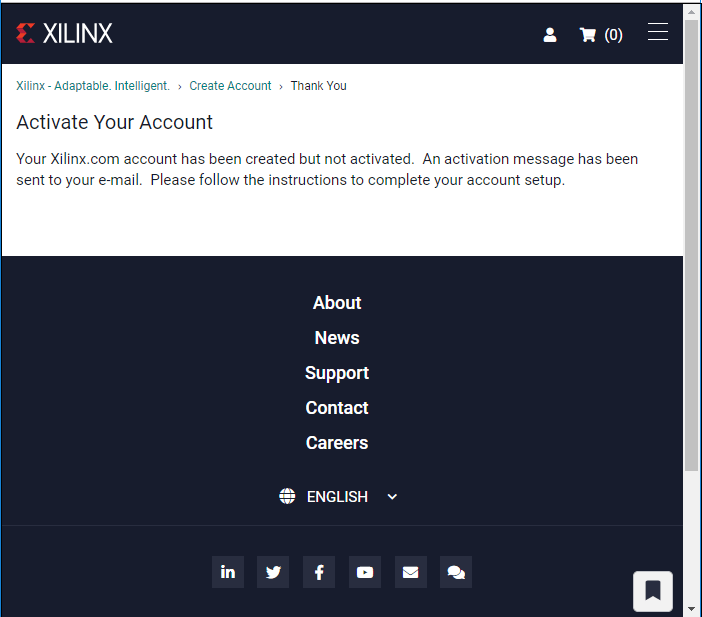 XILINX
(0)
Xilinx - Adaptable. Intelligent. › Create Account › Thank You
Activate Your Account
Your Xilinx.com account has been created but not activated.  An activation message has been
sent to your e-mail.  Please follow the instructions to complete your account setup.
About
News
Support
Contact
Careers
ENGLISH